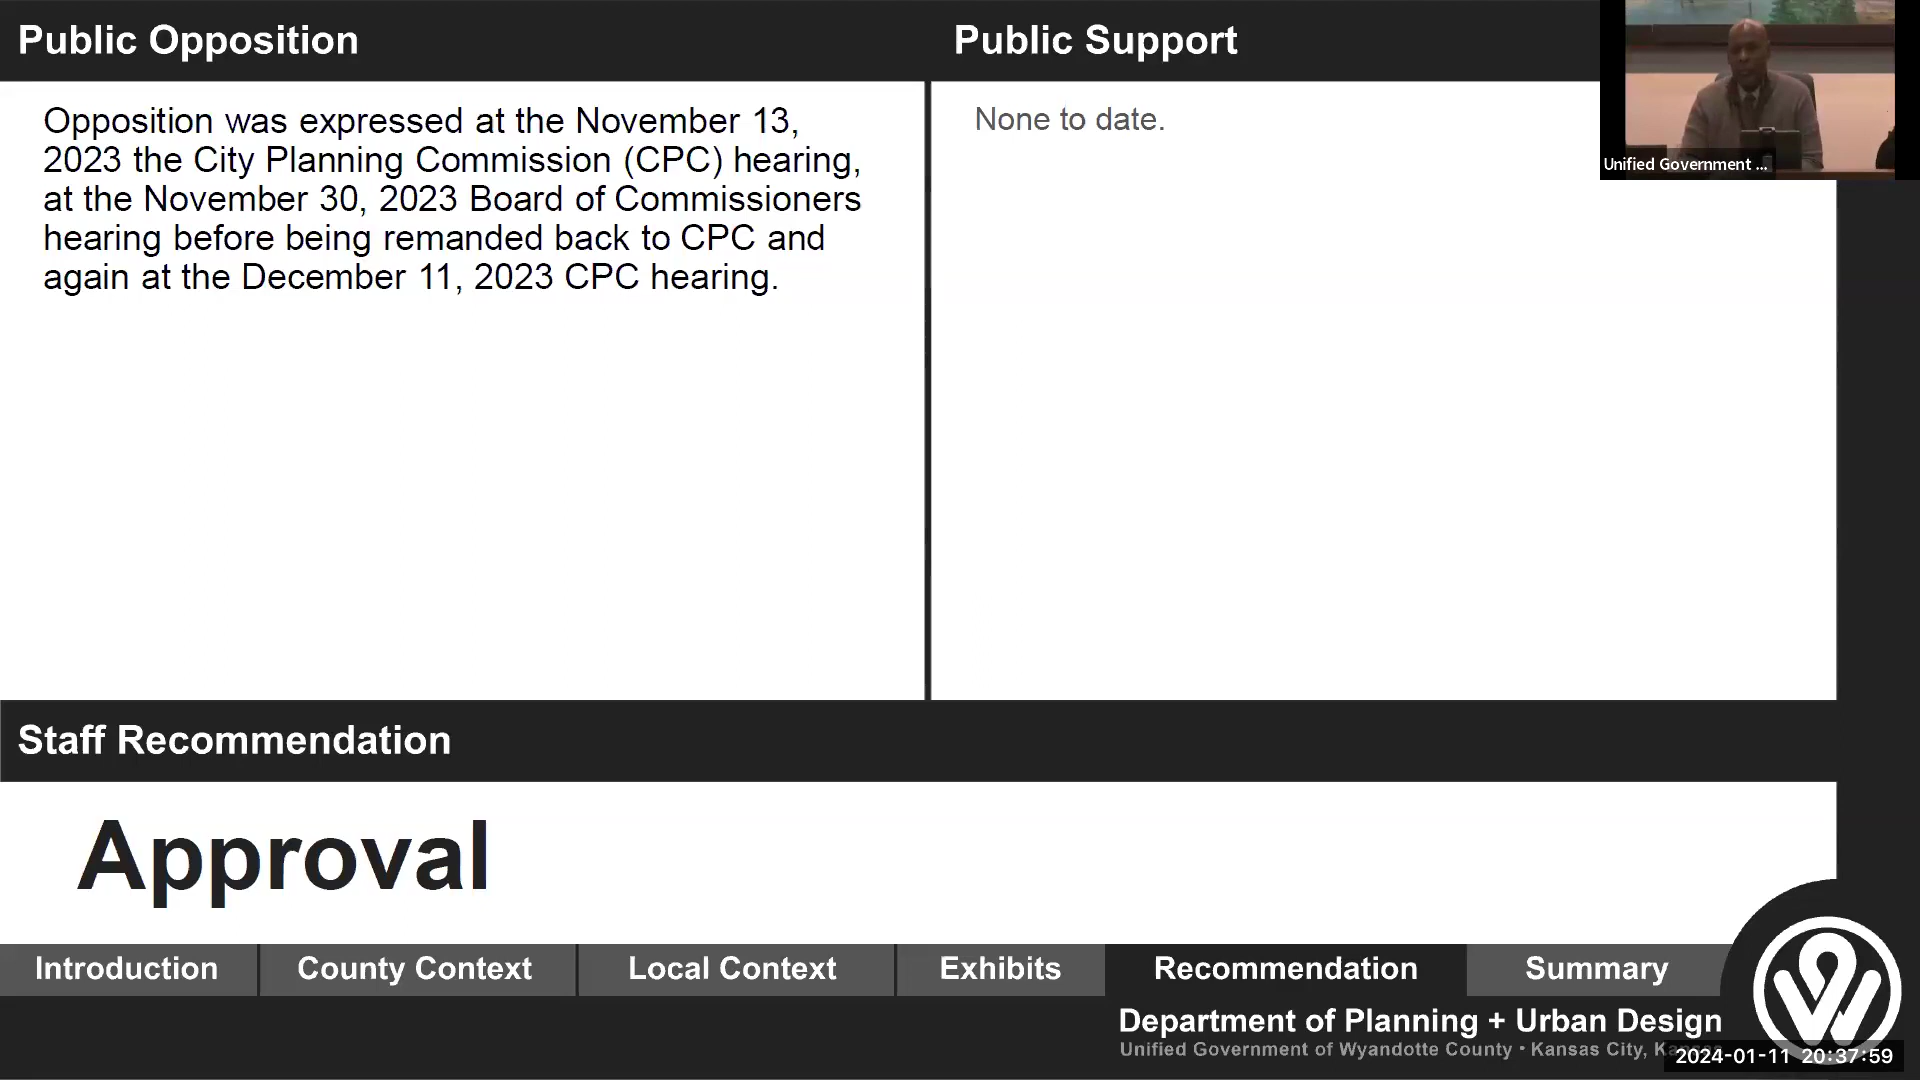 Public Opposition
Public Support
Opposition was expressed at the November 13,
2023 the City Planning Commission (CPC) hearing,
at the November 30, 2023 Board of Commissioners
hearing before being remanded back to CPC and
again at the December 11, 2023 CPC hearing.
None to date.
Unified Government ...
Staff Recommendation
Approval
Introduction
County Context
Local Context
Exhibits
Recommendation
Summary
Department of Planning + Urban Design
Unified Government of Wyandotte County • Kansas City,
2024-01-11 20:37:59